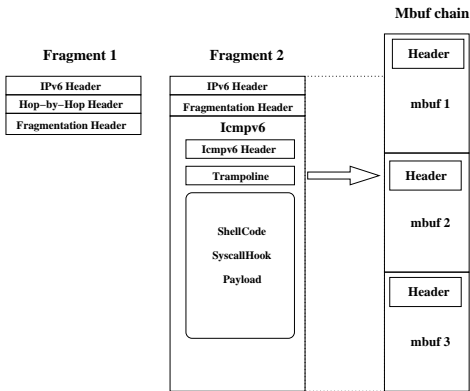 Fragment 1
IPv6 Header
Hop−by−Hop Header
Fragmentation Header
Fragment 2
IPv6 Header
Fragmentation Header
Icmpv6
Icmpv6 Header
Trampoline
ShellCode
SyscallHook
Payload
Mbuf chain
Header
mbuf 1
Header
mbuf 2
Header
mbuf 3